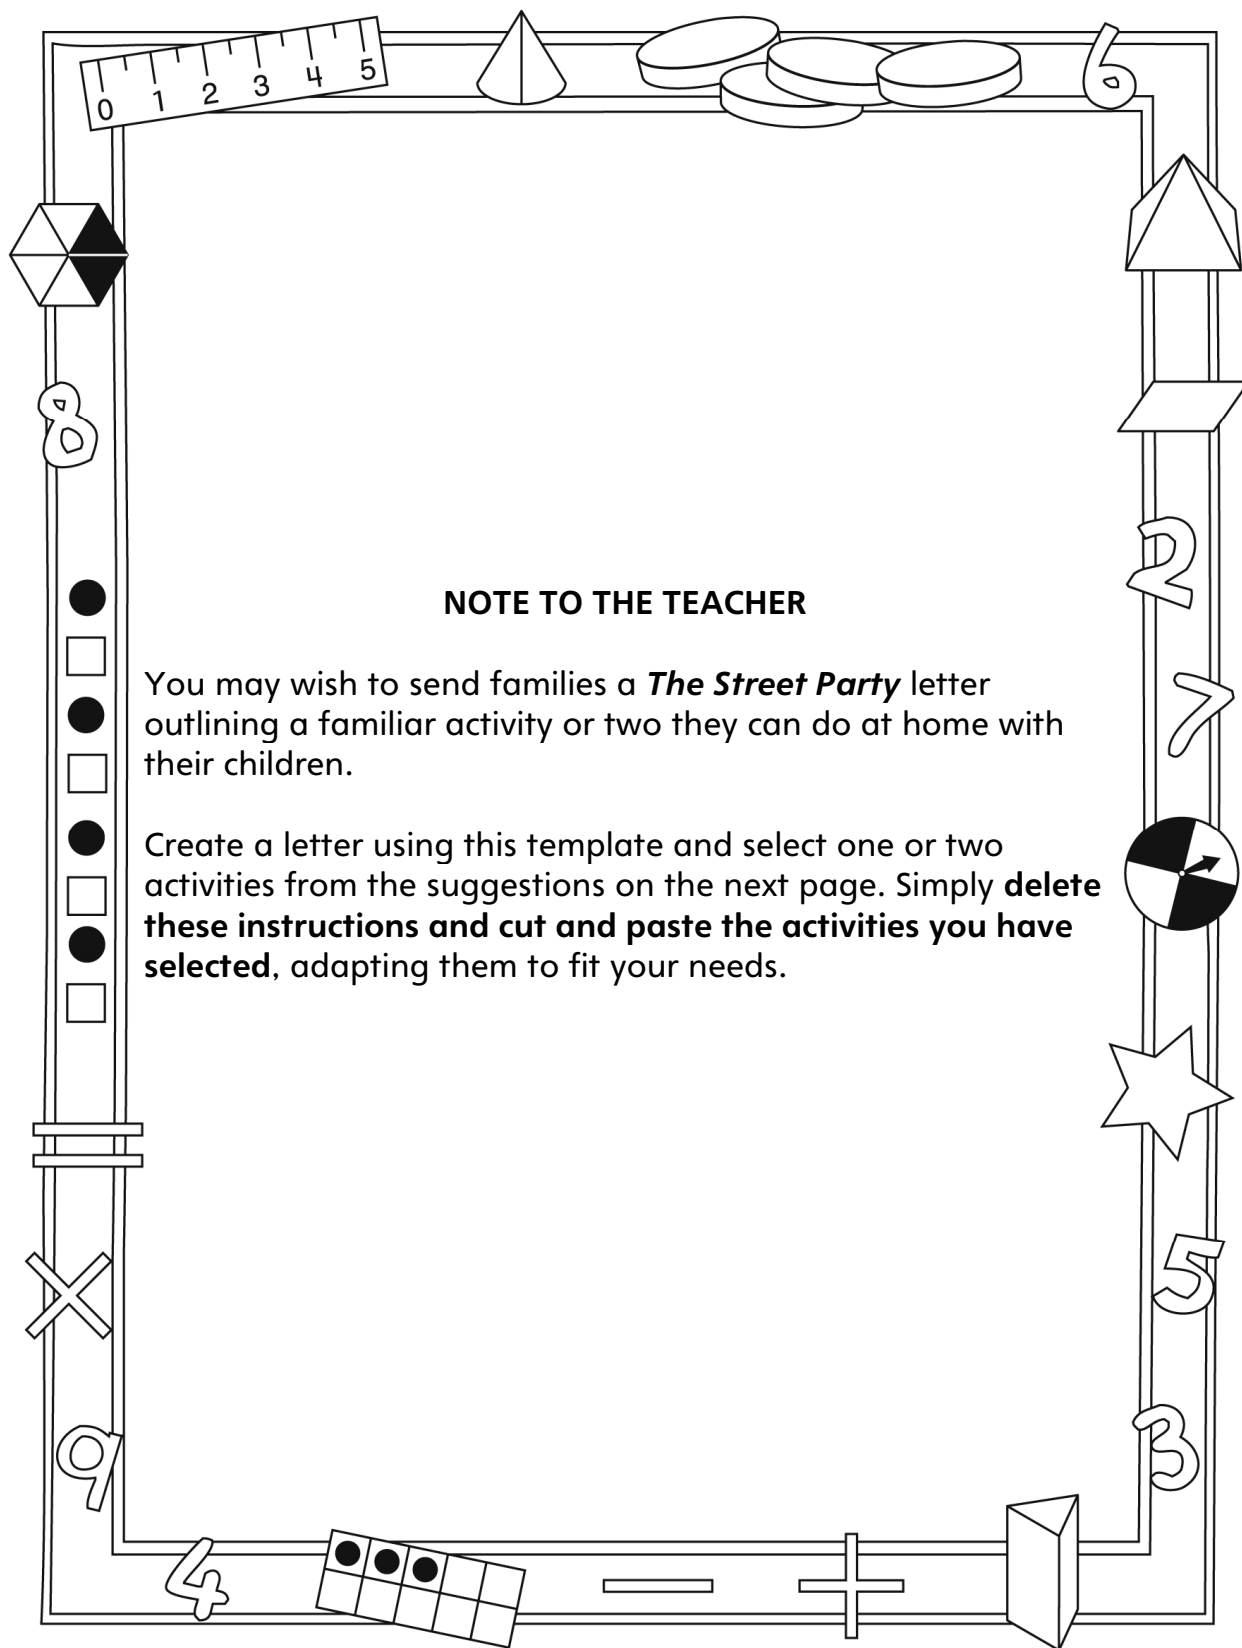 0 1 2 3 4 5
6
8
NOTE TO THE TEACHER
2
You may wish to send families a The Street Party letter
outlining a familiar activity or two they can do at home with
their children.
7
Create a letter using this template and select one or two
activities from the suggestions on the next page. Simply delete
these instructions and cut and paste the activities you have
selected, adapting them to fit your needs.
=
5
×
3
9
4
− +